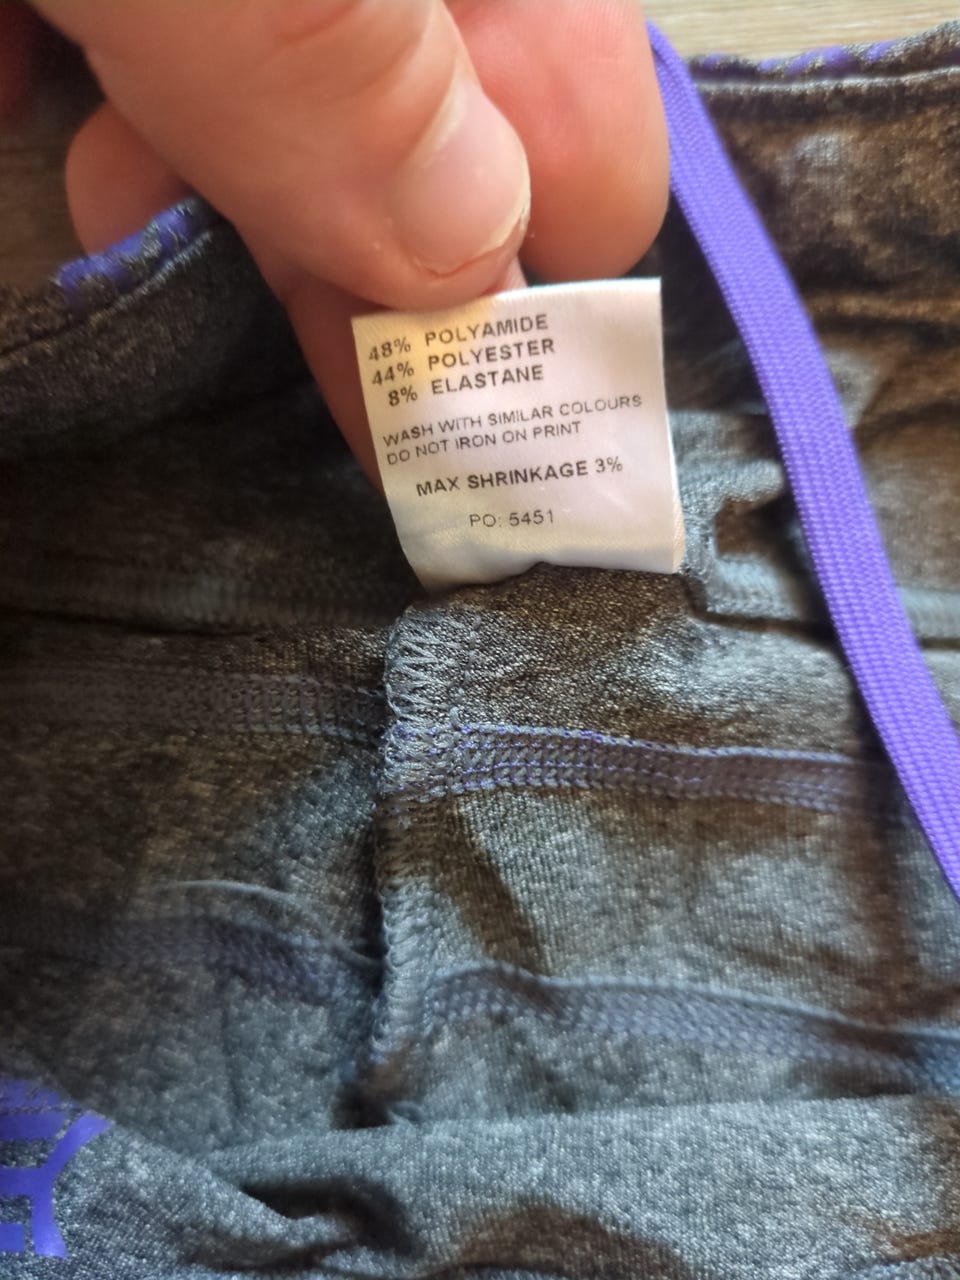 48% POLYAMIDE
44% POLYESTER
8% ELASTANE
WASH WITH SIMILAR COLOURS
DO NOT IRON ON PRINT
MAX SHRINKAGE 3%
PO: 5451